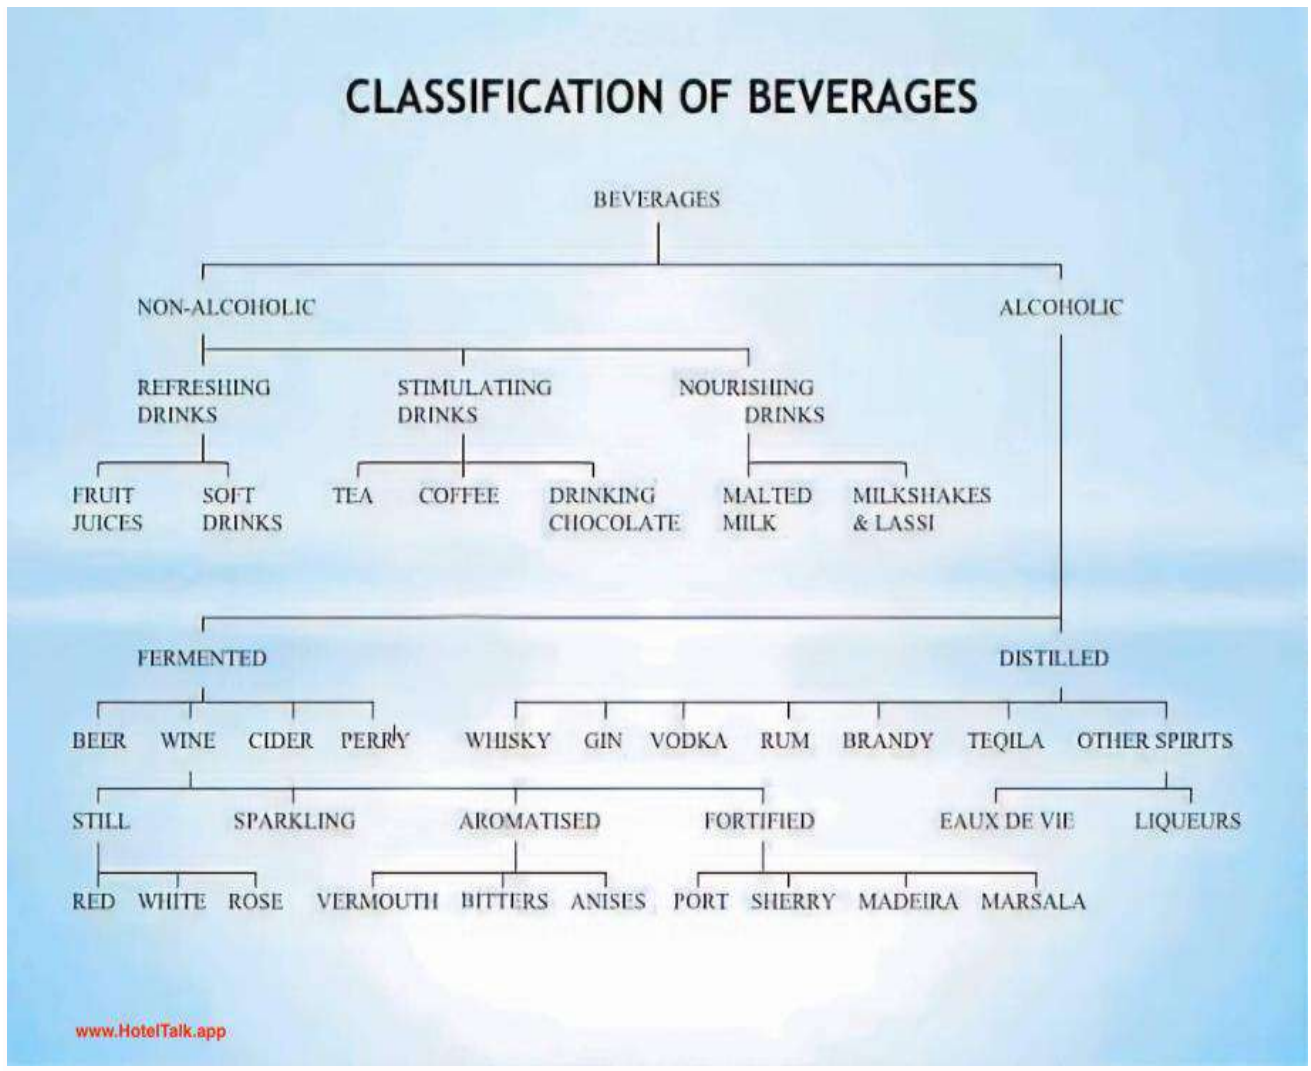 CLASSIFICATION OF BEVERAGES
BEVERAGES
NON-ALCOHOLIC ALCOHOLIC
REFRESHING STIMULATIING NOURISHING
DRINKS DRINKS DRINKS
FRUIT SOFT TEA COFFEE DRINKING MALTED MILKSHAKES
JUICES DRINKS CHOCOLATE MILK & LASSI
FERMENTED DISTILLED
BEER WINE CIDER PERRY WHISKY GIN VODKA RUM BRANDY TEQILA OTHER SPIRITS
STILL SPARKLING AROMATISED FORTIFIED EAUX DE VIE LIQUEURS
RED WHITE ROSE VERMOUTH BITTERS ANISES PORT SHERRY MADEIRA MARSALA
www.HotelTalk.app